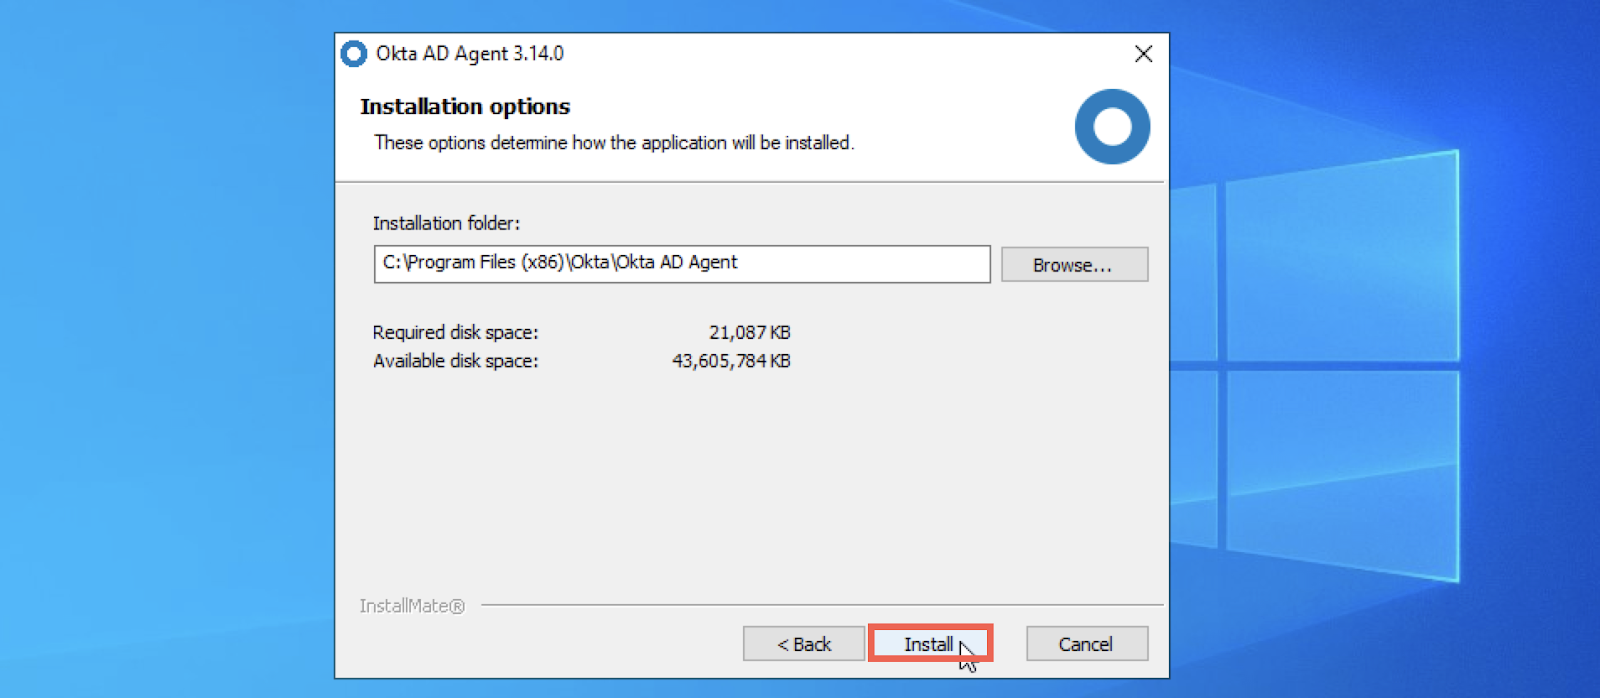 Okta AD Agent 3.14.0
Installation options
These options determine how the application will be installed.
Installation folder:
C:\Program Files (x86)\Okta\Okta AD Agent
Browse...
Required disk space: 21,087 KB
Available disk space: 43,605,784 KB
InstallMate®
< Back Install Cancel